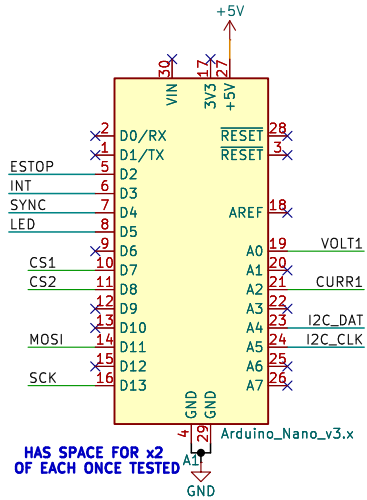 +5V
30 17 27
VIN 3V3 +5V
2 D0/RX RESET 28
1 D1/TX RESET 3
ESTOP 5 D2
INT 6 D3
SYNC 7 D4 AREF 18
LED 8 D5
9 D6 A0 19 VOLT1
CS1 10 D7 A1 20
CS2 11 D8 A2 21 CURR1
12 D9 A3 22
13 D10 A4 23 I2C_DAT
MOSI 14 D11 A5 24 I2C_CLK
15 D12 A6 25
SCK 16 D13 A7 26
GND GND
4 29 Arduino_Nano_v3.x
HAS SPACE FOR x2
A1
OF EACH ONCE TESTED
GND